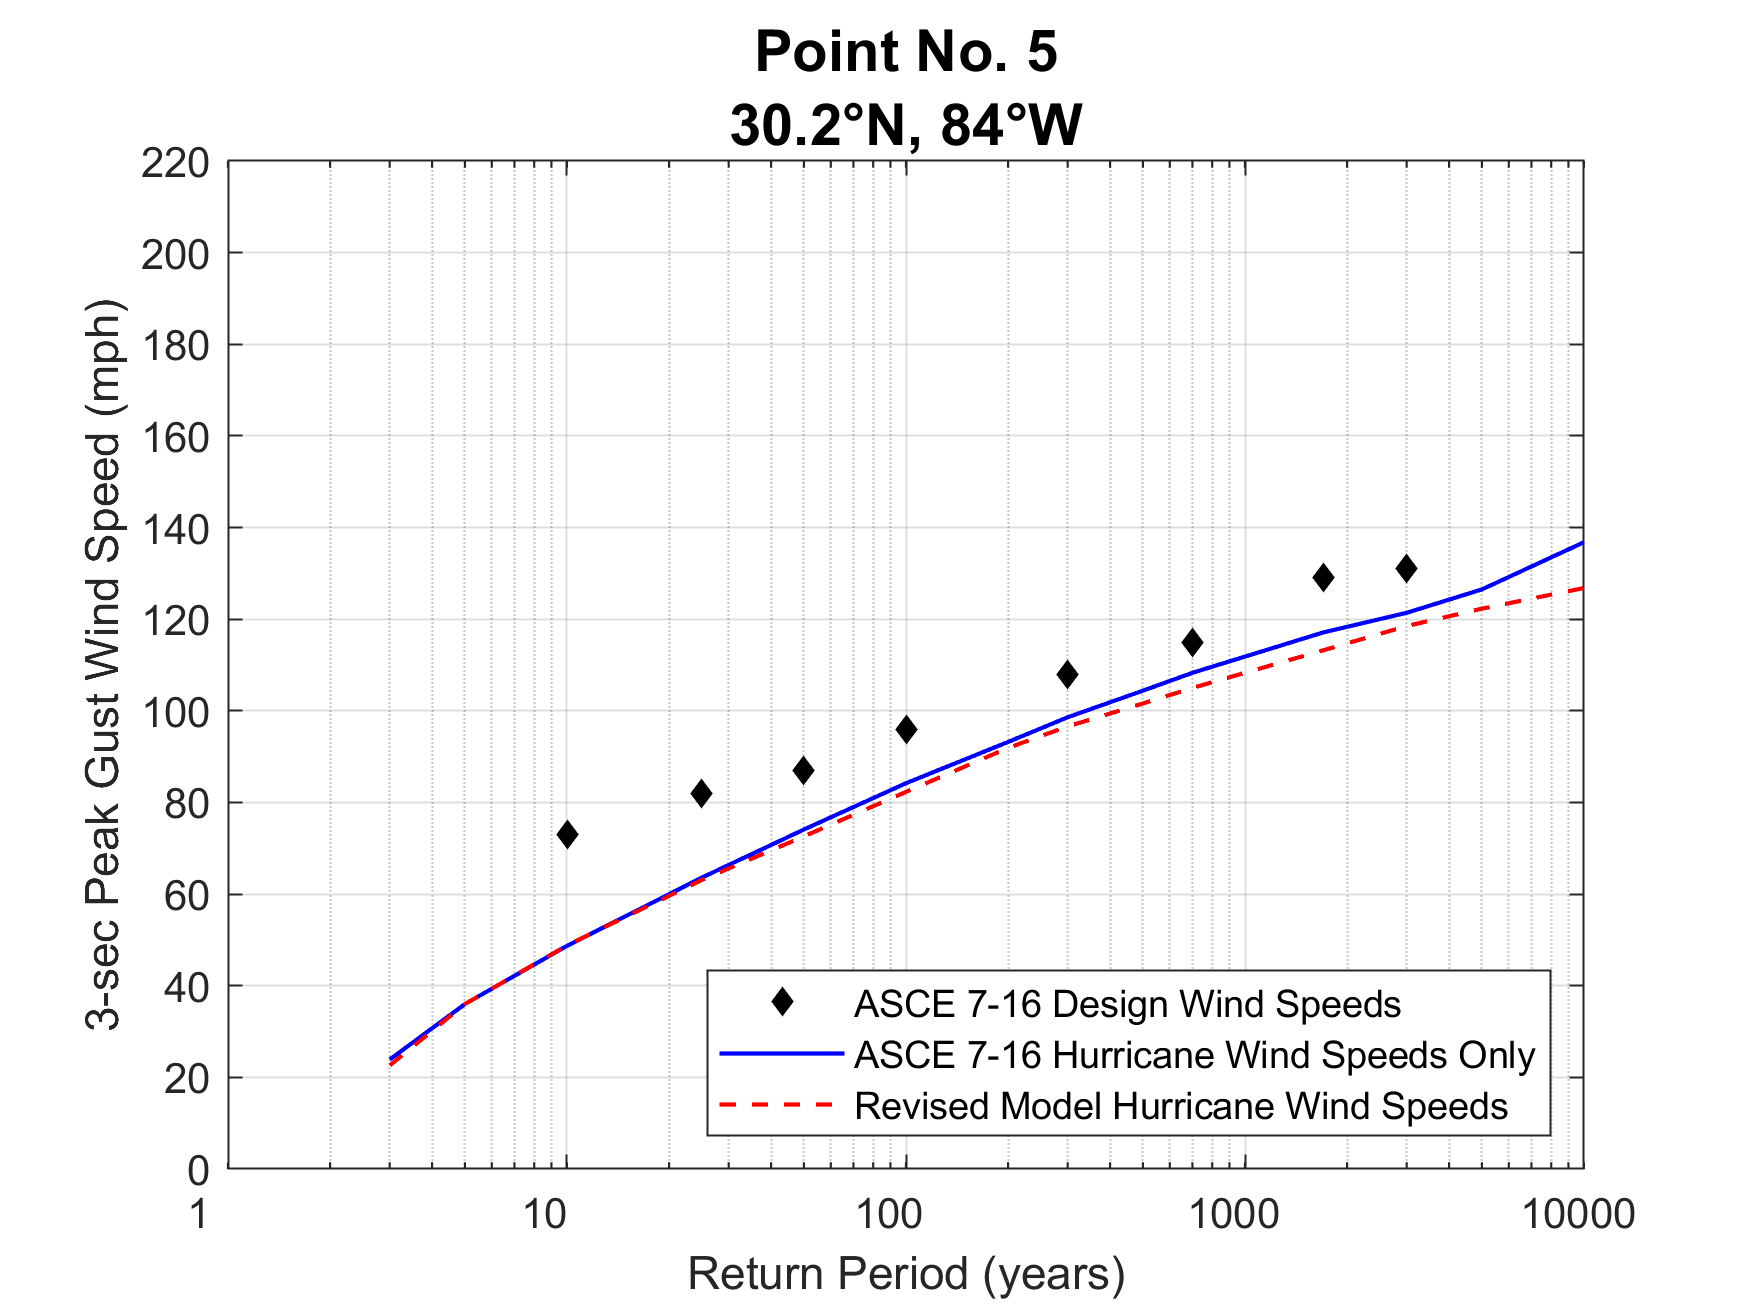 Point No. 5
30.2°N, 84°W
220
200
180
160
140
120
100
80
60
40
20
0
3-sec Peak Gust Wind Speed (mph)
ASCE 7-16 Design Wind Speeds
ASCE 7-16 Hurricane Wind Speeds Only
Revised Model Hurricane Wind Speeds
1 10 100 1000 10000
Return Period (years)